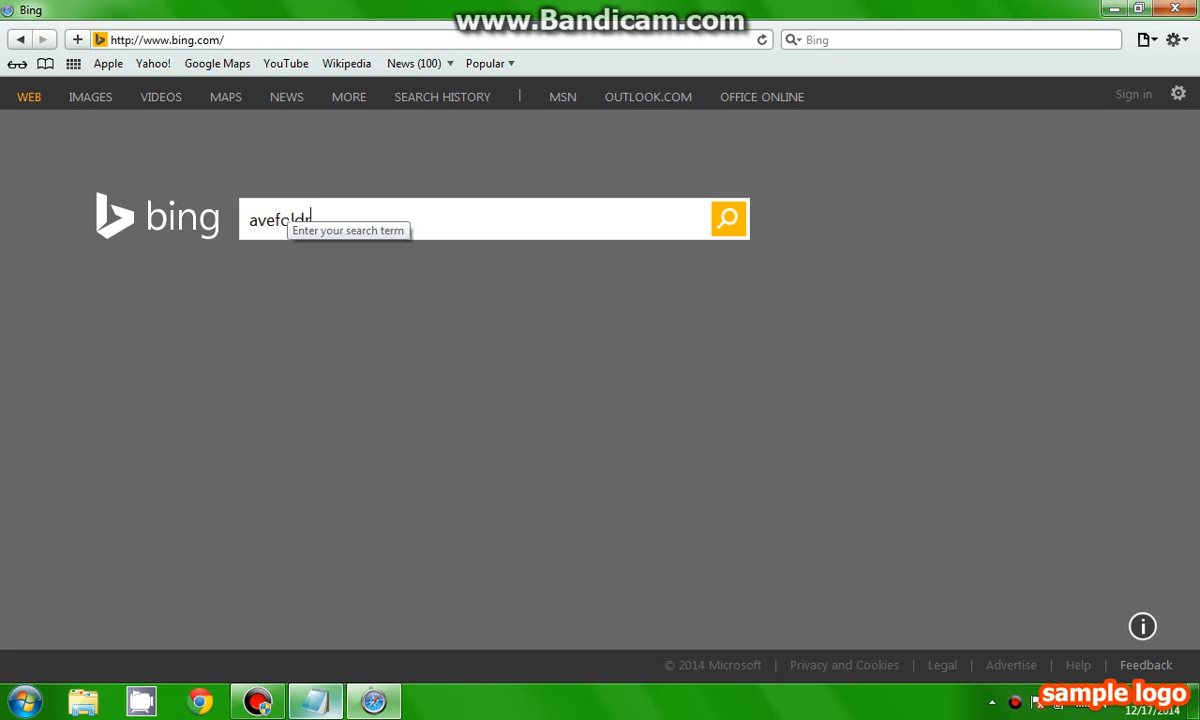 Bing
www.Bandicam.com
http://www.bing.com/
Bing
Apple Yahoo! Google Maps YouTube Wikipedia News (100) Popular
WEB IMAGES VIDEOS MAPS NEWS MORE SEARCH HISTORY | MSN OUTLOOK.COM OFFICE ONLINE Sign in
bing
avefoldr
Enter your search term
© 2014 Microsoft | Privacy and Cookies | Legal | Advertise | Help | Feedback
sample logo
12/17/2014